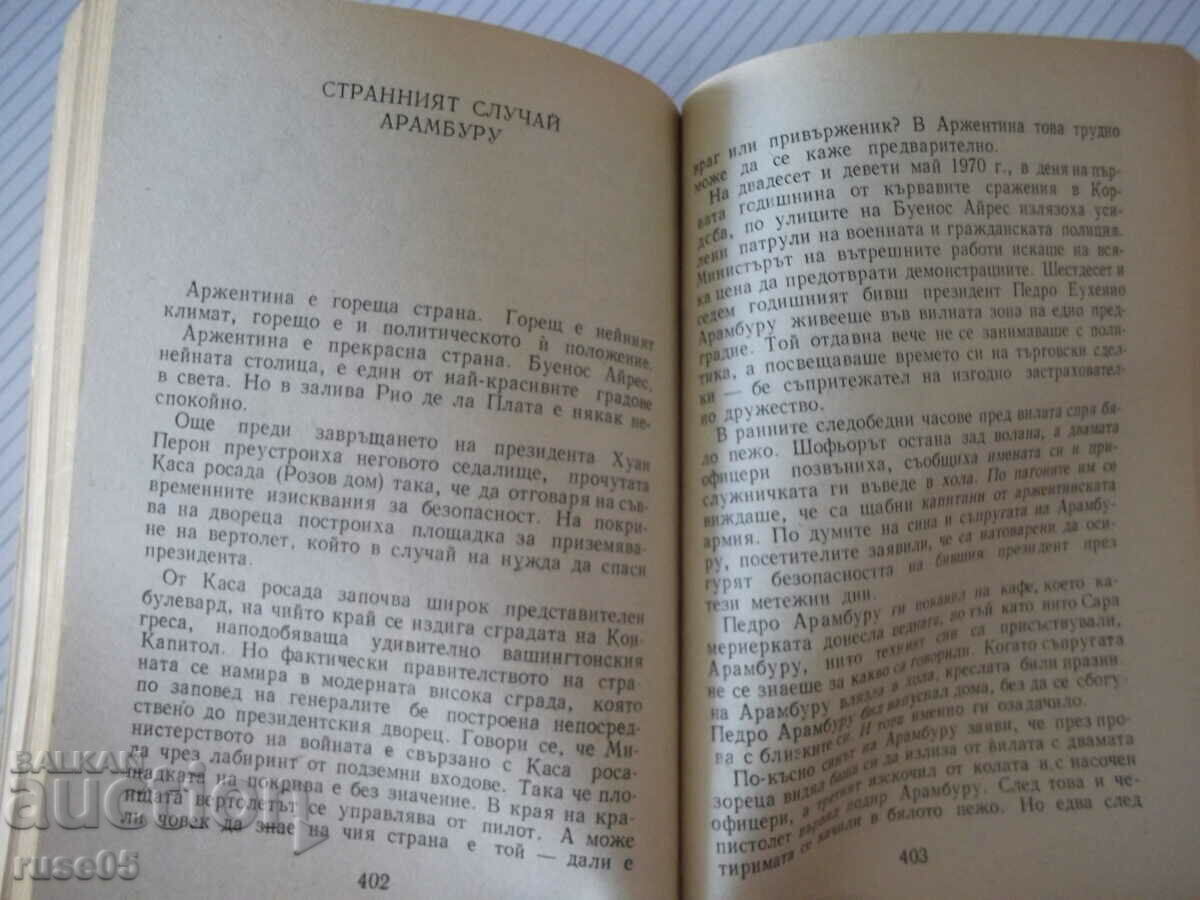 СТРАННИЯТ СЛУЧАЙ
АРАМБУРУ
Аржентина е гореща страна. Горещ е нейният
климат, горещо е и политическото ѝ положение.
Аржентина е прекрасна страна. Буенос Айрес,
нейната столица, е един от най-красивите градове
в света. Но в залива Рио де ла Плата е някак не-
спокойно.
Още преди завръщането на президента Хуан
Перон преустроиха неговото седалище, прочутата
Каса росада (Розов дом) така, че да отговаря на съв-
временните изисквания за безопасност. На покри-
ва на двореца построиха площадка за приземява-
не на вертолет, който в случай на нужда да спаси
президента.
От Каса росада започва широк представителен
булевард, на чийто край се издига сградата на Кон-
греса, наподобяваща удивително вашингтонския
Капитол. Но фактически правителството на стра-
ната се намира в модерната висока сграда, която
по заповед на генералите бе построена непосред-
ствено до президентския дворец. Говори се, че Ми-
нистерството на войната е свързано с Каса роса-
да чрез лабиринт от подземни входове. Така че пло-
щадката на покрива е без значение. В края на кра-
ищата вертолетът се управлява от пилот. А може
ли човек да знае на чия страна е той — дали е
402
враг или привърженик? В Аржентина това трудно
може да се каже предварително.
На двадесет и девети май 1970 г., в деня на пър-
вата годишнина от кървавите сражения в Кор-
доба, по улиците на Буенос Айрес излязоха уси-
лени патрули на военната и гражданската полиция.
Министърът на вътрешните работи искаше на вся-
ка цена да предотврати демонстрациите. Шестдесет и
седем годишният бивш президент Педро Еухенио
Арамбуру живееше във вилната зона на едно пред-
градие. Той отдавна вече не се занимаваше с поли-
тика, а посвещаваше времето си на търговски сдел-
ки — бе съпритежател на изгодно застраховател-
но дружество.
В ранните следобедни часове пред вилата спря бя-
ло пежо. Шофьорът остана зад волана, а двамата
офицери позвъниха, съобщиха имената си и при-
служничката ги въведе в хола. По пагоните им се
виждаше, че са щабни капитани от аржентинската
армия. По думите на сина и съпругата на Арамбу-
ру, посетителите заявили, че са натоварени да оси-
гурят безопасността на бившия президент през
тези метежни дни.
Педро Арамбуру ги поканел на кафе, което ка-
мериерката донесла веднага, но тъй като нито Сара
Арамбуру, нито техният син са присъствували,
не се знаеше за какво са говорили. Когато съпругата
на Арамбуру влязла в хола, креслата били празни.
Педро Арамбуру бил напуснал дома, без да се сбогу-
ва с близките си. И това именно ги озадачило.
По-късно синът на Арамбуру заяви, че през про-
зореца видял баща си да излиза от вилата с двамата
офицери, а третият изскочил от колата и с насочен
пистолет вървял подир Арамбуру. След това и че-
тиримата се качили в бялото пежо. Но едва след
403
BALKAN
auction
ruse05